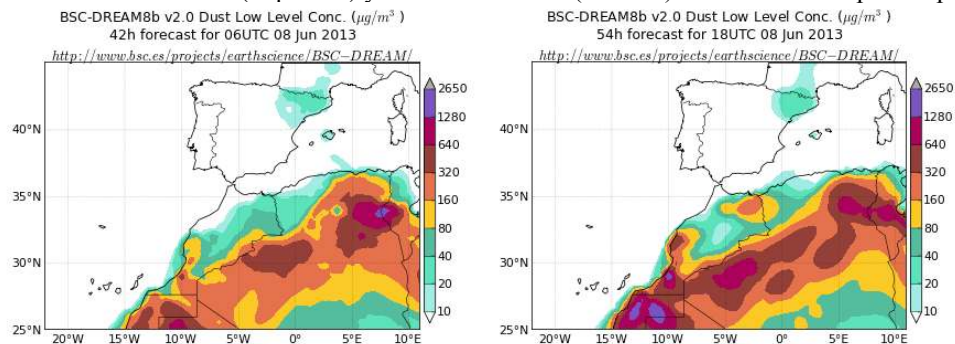 BSC-DREAM8b v2.0 Dust Low Level Conc. (μg/m³ )
42h forecast for 06UTC 08 Jun 2013
http://www.bsc.es/projects/earthscience/BSC−DREAM/
40°N
35°N
30°N
25°N
20°W 15°W 10°W 5°W 0° 5°E 10°E
2650
1280
640
320
160
80
40
20
10
BSC-DREAM8b v2.0 Dust Low Level Conc. (μg/m³ )
54h forecast for 18UTC 08 Jun 2013
http://www.bsc.es/projects/earthscience/BSC−DREAM/
40°N
35°N
30°N
25°N
20°W 15°W 10°W 5°W 0° 5°E 10°E
2650
1280
640
320
160
80
40
20
10